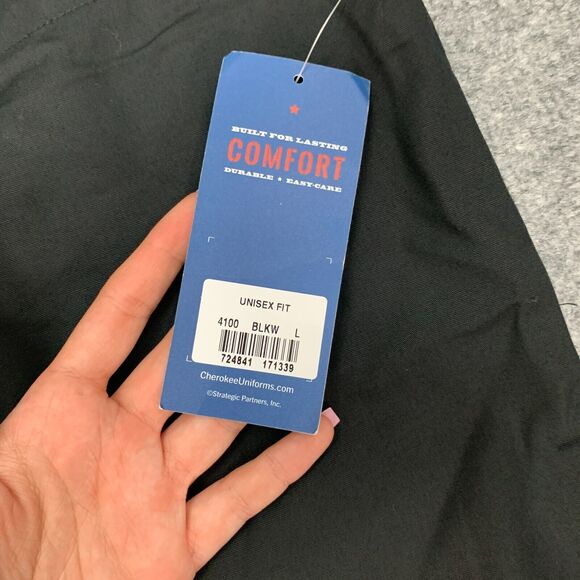 BUILT FOR LASTING
COMFORT
DURABLE ★ EASY-CARE
UNISEX FIT
4100 BLKW L
724841 171339
CherokeeUniforms.com
©Strategic Partners, Inc.